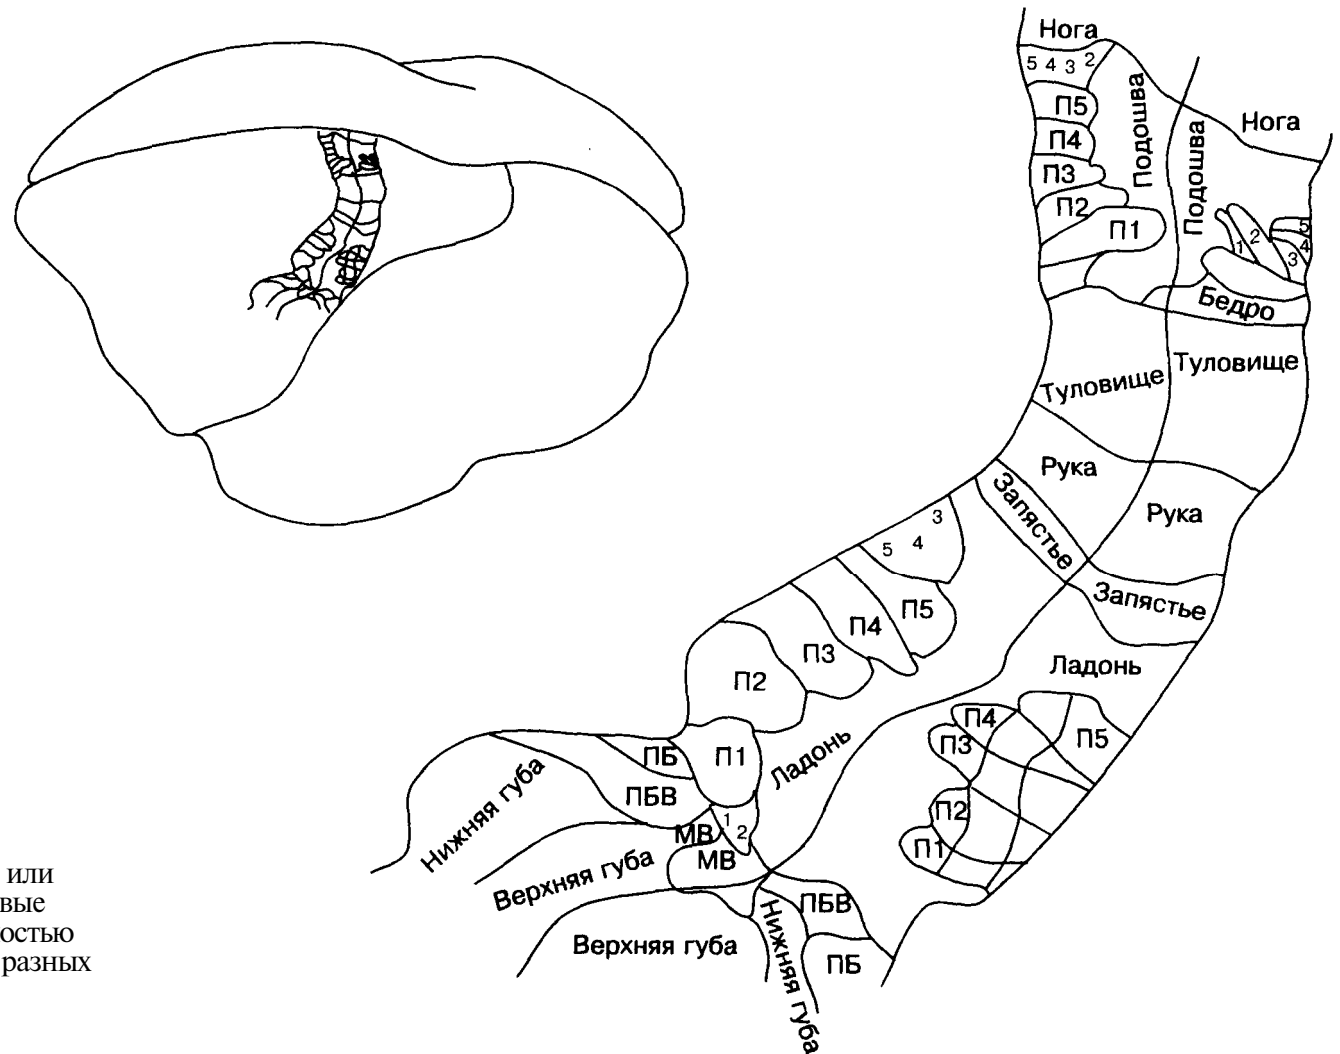 Нога
5 4 3 2
П5
П4
П3
П2
П1
Подошва
Подошва
Нога
1 2
3 4 5
Бедро
Туловище
Туловище
Рука
Рука
Запястье
Запястье
3
5 4
П5
П4
П3
П2
П1
Ладонь
Ладонь
П4
П3
П5
П2
П1
ПБ
ПБВ
Нижняя губа
1
2
МВ
МВ
Верхняя губа
Верхняя губа
Нижняя губа
ПБВ
ПБ
или
вые
остью
разных